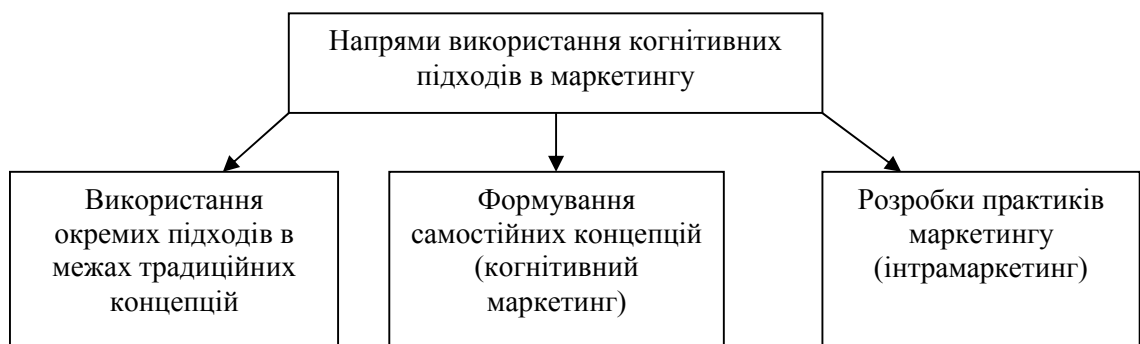 Напрями використання когнітивних
підходів в маркетингу
Використання
окремих підходів в
межах традиційних
концепцій
Формування
самостійних концепцій
(когнітивний
маркетинг)
Розробки практиків
маркетингу
(інтрамаркетинг)